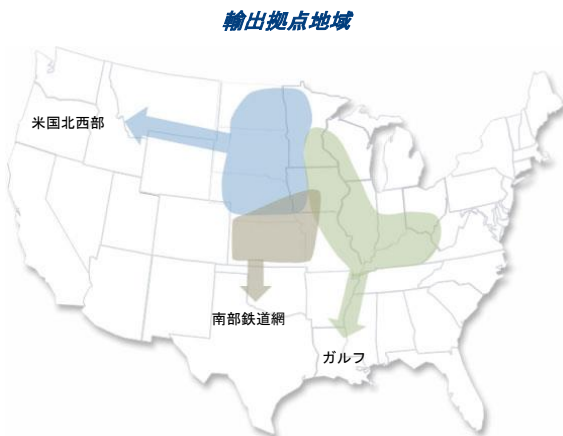 輸出拠点地域
米国北西部
南部鉄道網
ガルフ